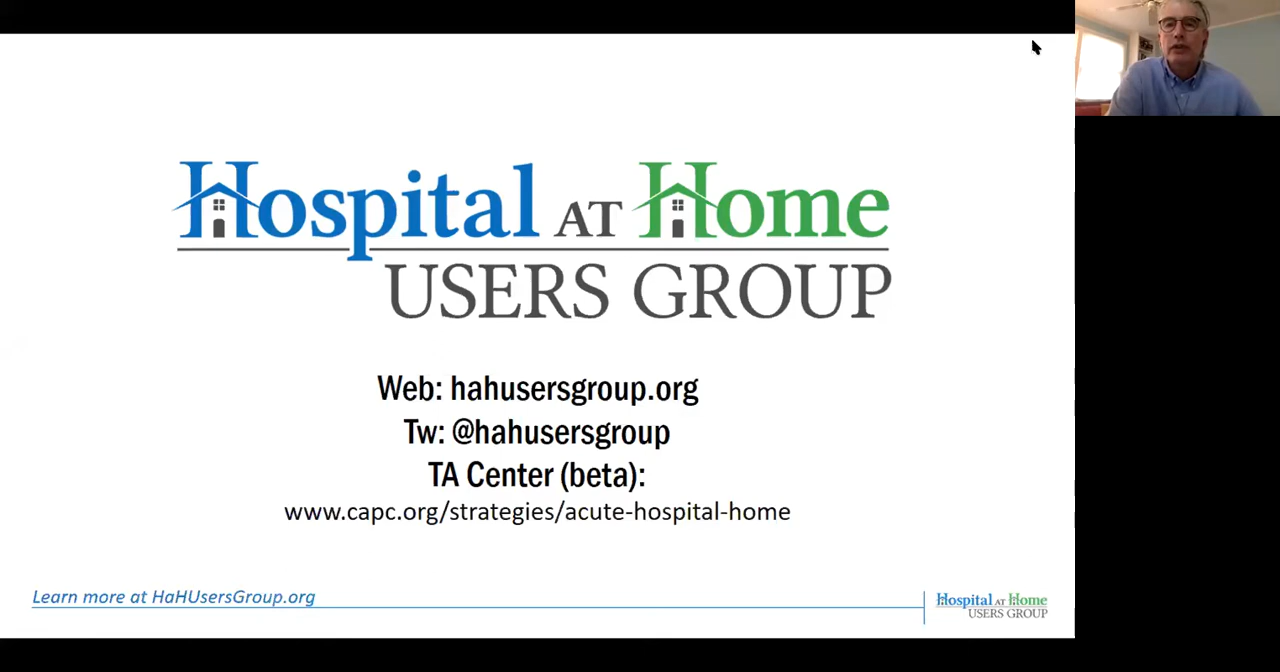 Hospital AT Home
USERS GROUP
Web: hahusersgroup.org
Tw: @hahusersgroup
TA Center (beta):
www.capc.org/strategies/acute-hospital-home
Learn more at HaHUsersGroup.org
Hospital AT Home
USERS GROUP